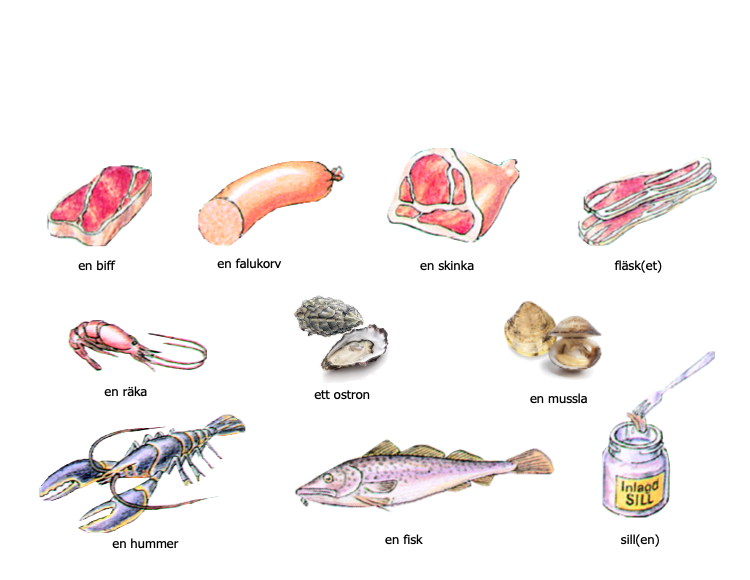 en biff
en falukorv
en skinka
fläsk(et)
en räka
ett ostron
en mussla
Inlagd
SILL
en hummer
en fisk
sill(en)